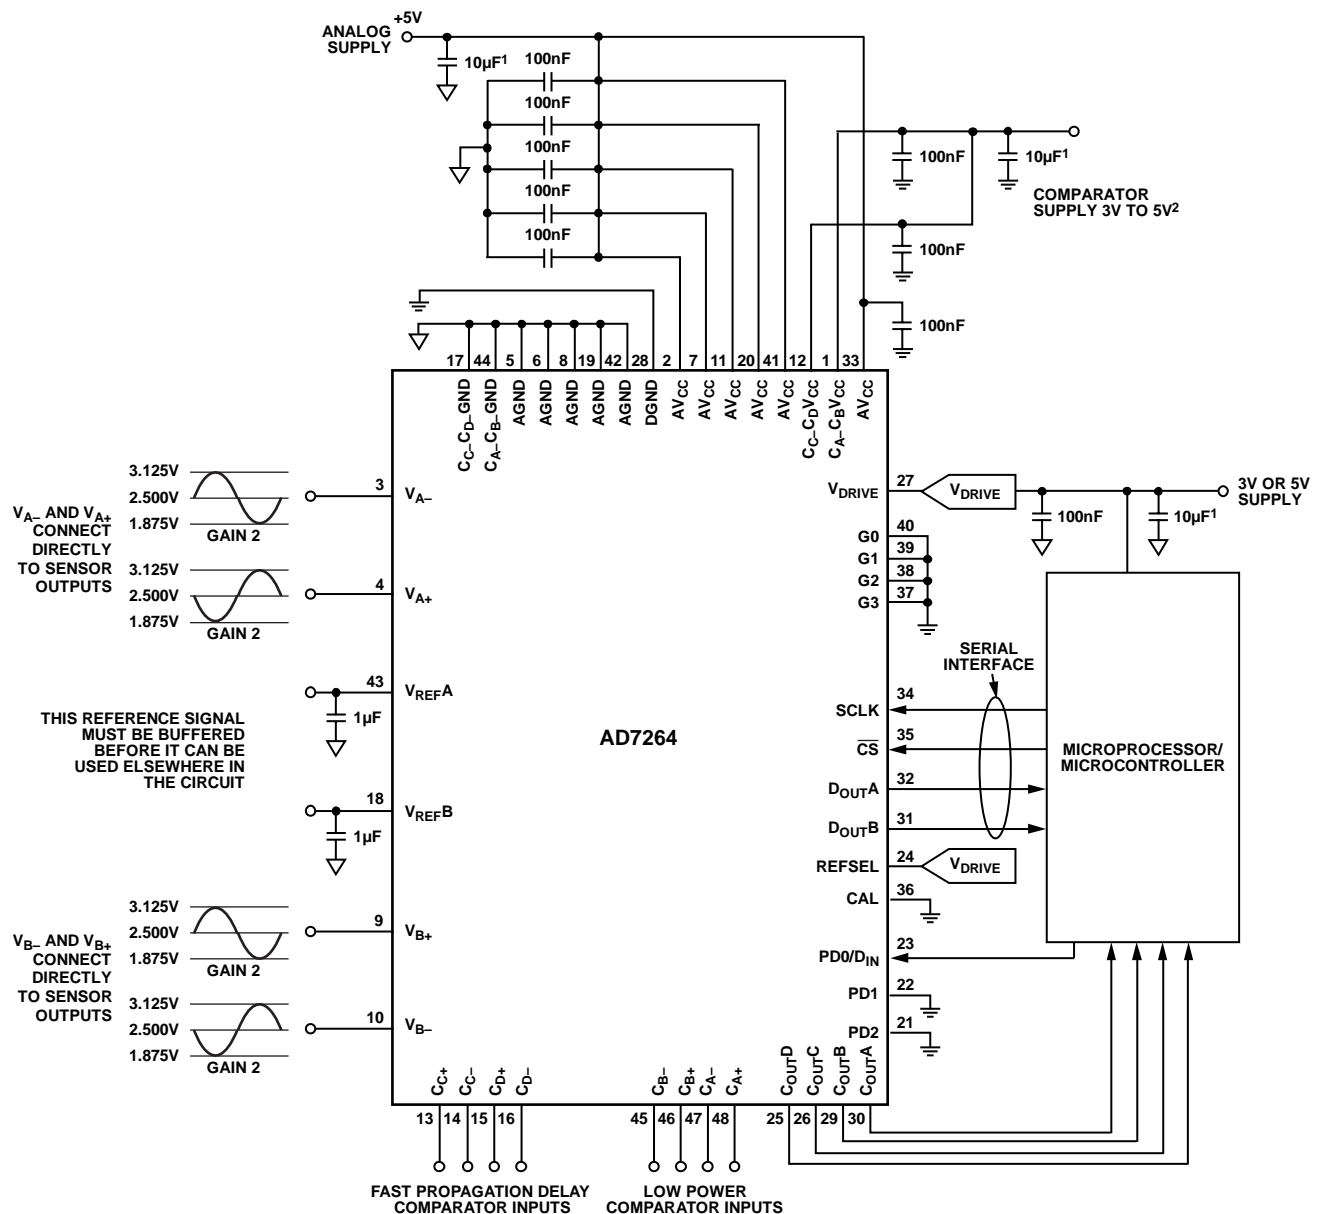 +5V
ANALOG
SUPPLY
10µF1
100nF
100nF
100nF
100nF
100nF
100nF
10µF1
COMPARATOR
SUPPLY 3V TO 5V2
100nF
100nF
17 44 5 6 8 19 42 28 2 7 11 20 41 12 1 33
CC–CD–GND
CA–CB–GND
AGND
AGND
AGND
AGND
AGND
DGND
AVCC
AVCC
AVCC
AVCC
AVCC
CC–CDVCC
CA–CBVCC
AVCC
VA– AND VA+
CONNECT
DIRECTLY
TO SENSOR
OUTPUTS
3.125V
2.500V
1.875V
GAIN 2
3 VA–
3.125V
2.500V
1.875V
GAIN 2
4 VA+
43 VREFA
1µF
THIS REFERENCE SIGNAL
MUST BE BUFFERED
BEFORE IT CAN BE
USED ELSEWHERE IN
THE CIRCUIT
18 VREFB
1µF
AD7264
VB– AND VB+
CONNECT
DIRECTLY
TO SENSOR
OUTPUTS
3.125V
2.500V
1.875V
GAIN 2
9 VB+
3.125V
2.500V
1.875V
GAIN 2
10 VB–
VDRIVE 27 VDRIVE
3V OR 5V
SUPPLY
100nF
10µF1
G0 40
G1 39
G2 38
G3 37
SERIAL
INTERFACE
SCLK 34
CS 35
DOUTA 32
DOUTB 31
REFSEL 24 VDRIVE
CAL 36
PD0/DIN 23
PD1 22
PD2 21
MICROPROCESSOR/
MICROCONTROLLER
CC+
CC–
CD+
CD–
CB–
CB+
CA–
CA+
COUTD
COUTC
COUTB
COUTA
13 14 15 16 45 46 47 48 25 26 29 30
FAST PROPAGATION DELAY
COMPARATOR INPUTS
LOW POWER
COMPARATOR INPUTS